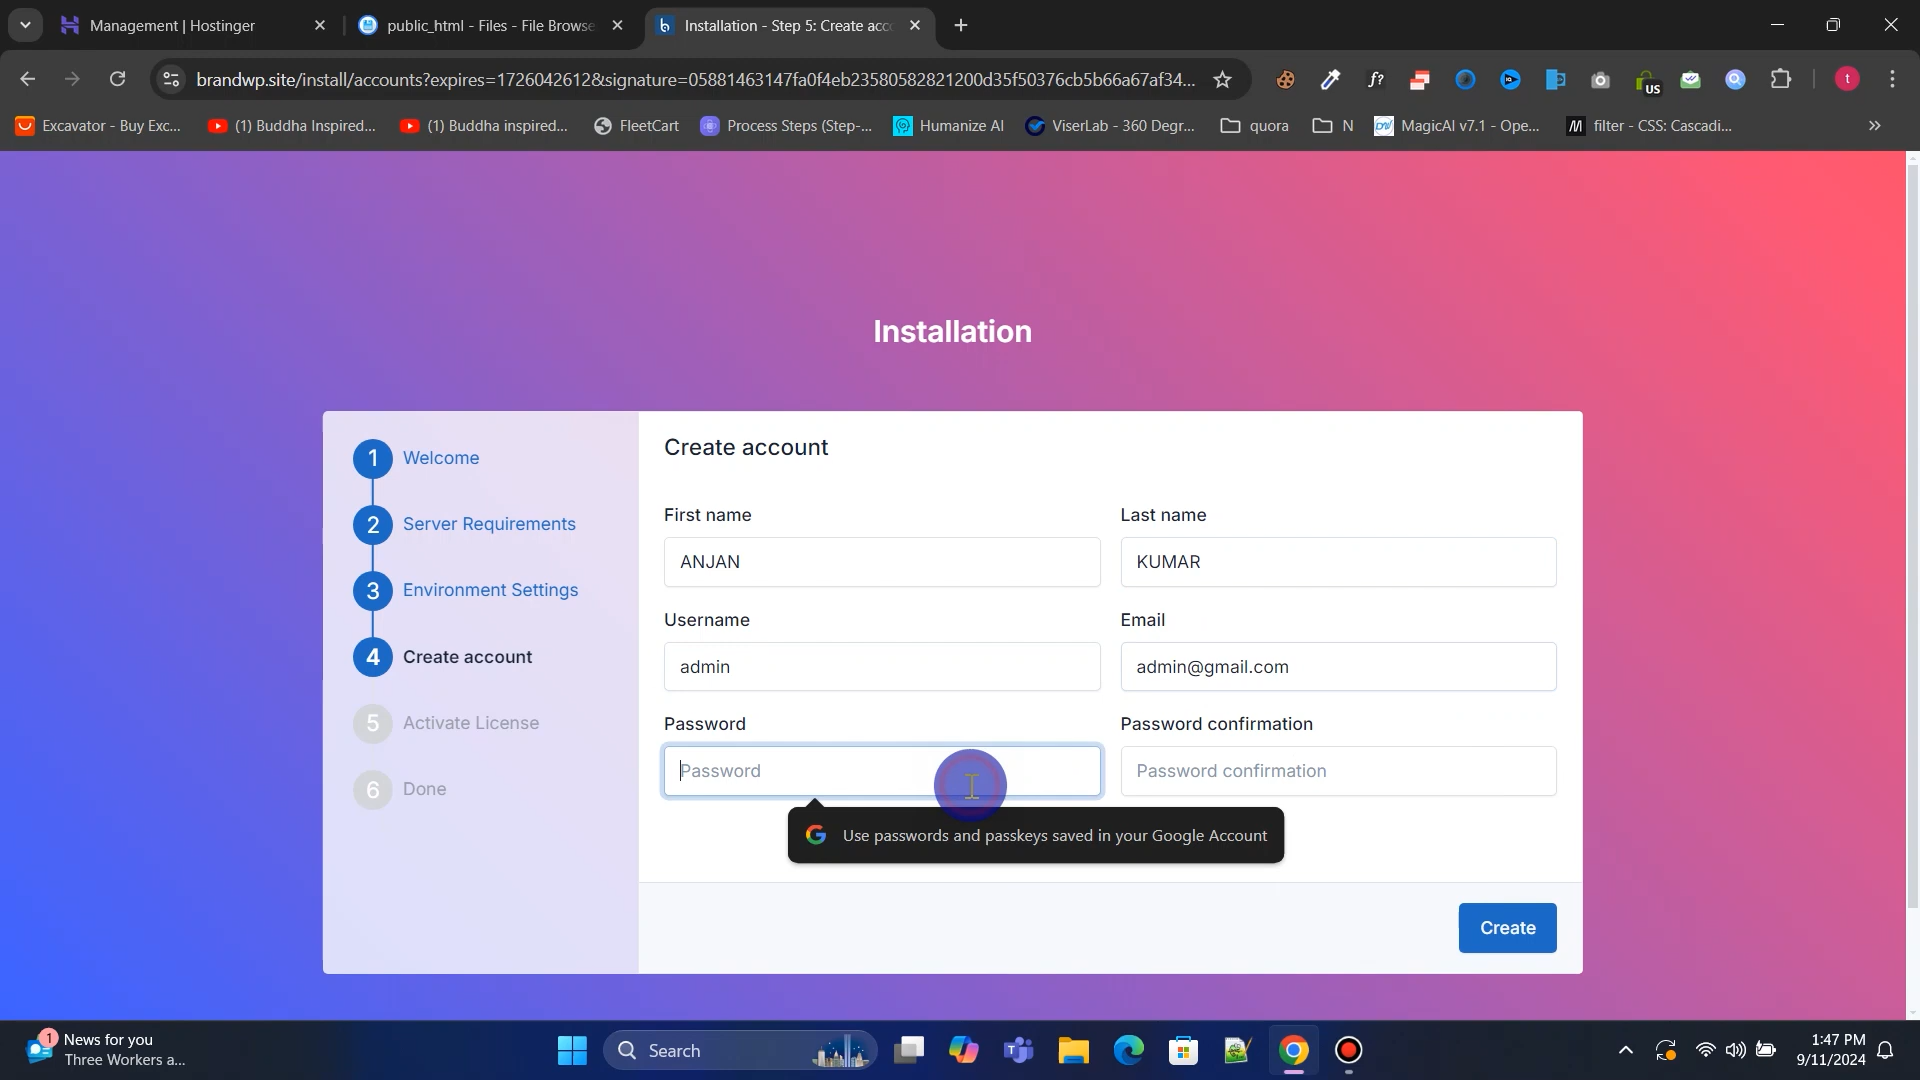 Management | Hostinger
public_html - Files - File Browse
Installation - Step 5: Create acc
brandwp.site/install/accounts?expires=1726042612&signature=05881463147fa0f4eb23580582821200d35f50376cb5b66a67af34...
f?
US
t
Excavator - Buy Exc...
(1) Buddha Inspired...
(1) Buddha inspired...
FleetCart
Process Steps (Step-...
Humanize AI
ViserLab - 360 Degr...
quora
N
MagicAI v7.1 - Ope...
filter - CSS: Cascadi...
»
Installation
1 Welcome
2 Server Requirements
3 Environment Settings
4 Create account
5 Activate License
6 Done
Create account
First name
Last name
ANJAN
KUMAR
Username
Email
admin
admin@gmail.com
Password
Password confirmation
Password
Password confirmation
Use passwords and passkeys saved in your Google Account
Create
1
News for you
Three Workers a...
Search
1:47 PM
9/11/2024